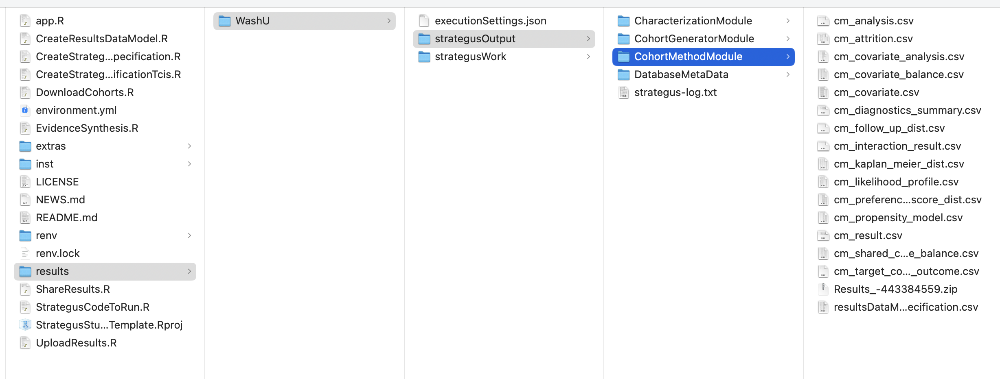 app.R
CreateResultsDataModel.R
CreateStrateg...pecification.R
CreateStrateg...ificationTcis.R
DownloadCohorts.R
environment.yml
EvidenceSynthesis.R
extras
inst
LICENSE
NEWS.md
README.md
renv
renv.lock
results
ShareResults.R
StrategusCodeToRun.R
StrategusStu...Template.Rproj
UploadResults.R
WashU
executionSettings.json
strategusOutput
strategusWork
CharacterizationModule
CohortGeneratorModule
CohortMethodModule
DatabaseMetaData
strategus-log.txt
cm_analysis.csv
cm_attrition.csv
cm_covariate_analysis.csv
cm_covariate_balance.csv
cm_covariate.csv
cm_diagnostics_summary.csv
cm_follow_up_dist.csv
cm_interaction_result.csv
cm_kaplan_meier_dist.csv
cm_likelihood_profile.csv
cm_preferenc...score_dist.csv
cm_propensity_model.csv
cm_result.csv
cm_shared_c...e_balance.csv
cm_target_co..._outcome.csv
Results_-443384559.zip
resultsDataM...ecification.csv